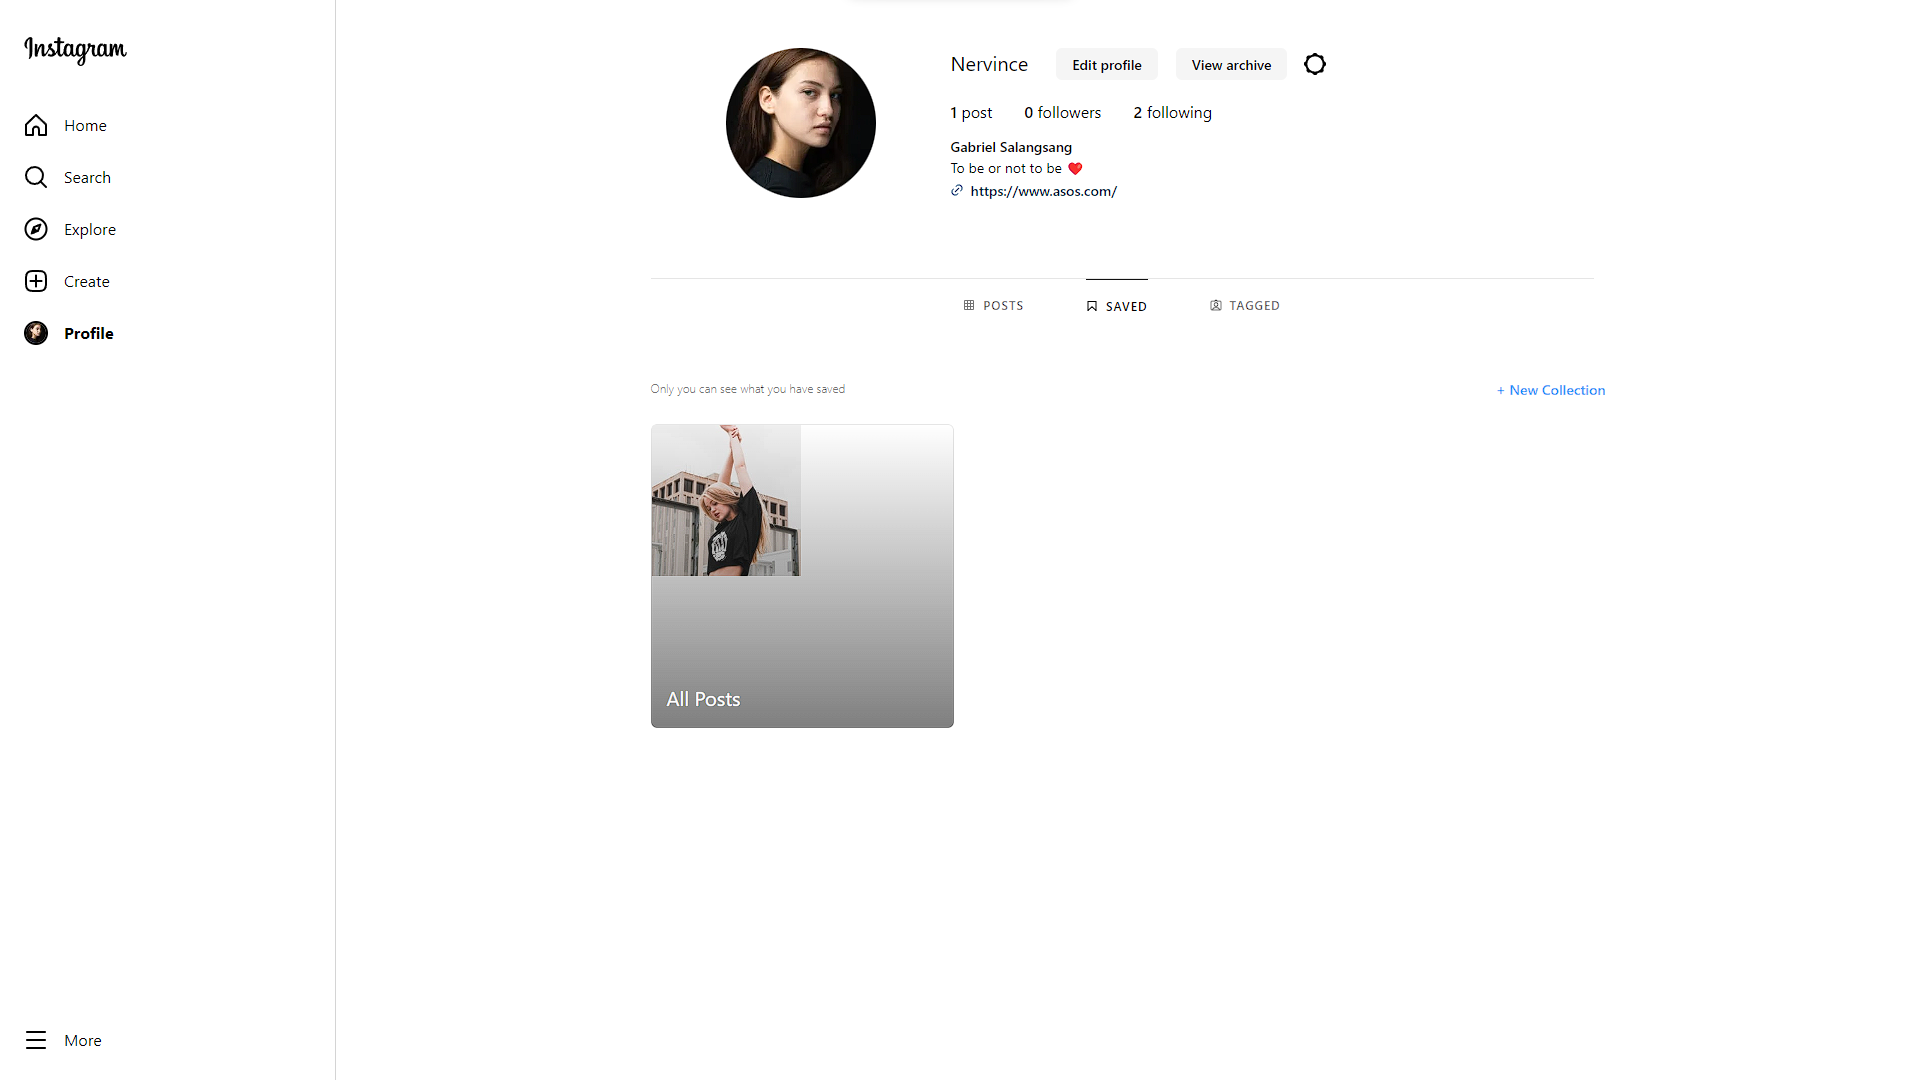 Instagram
Home
Search
Explore
Create
Profile
More
Nervince
Edit profile
View archive
1 post
0 followers
2 following
Gabriel Salangsang
To be or not to be ❤️
https://www.asos.com/
POSTS
SAVED
TAGGED
Only you can see what you have saved
+ New Collection
All Posts